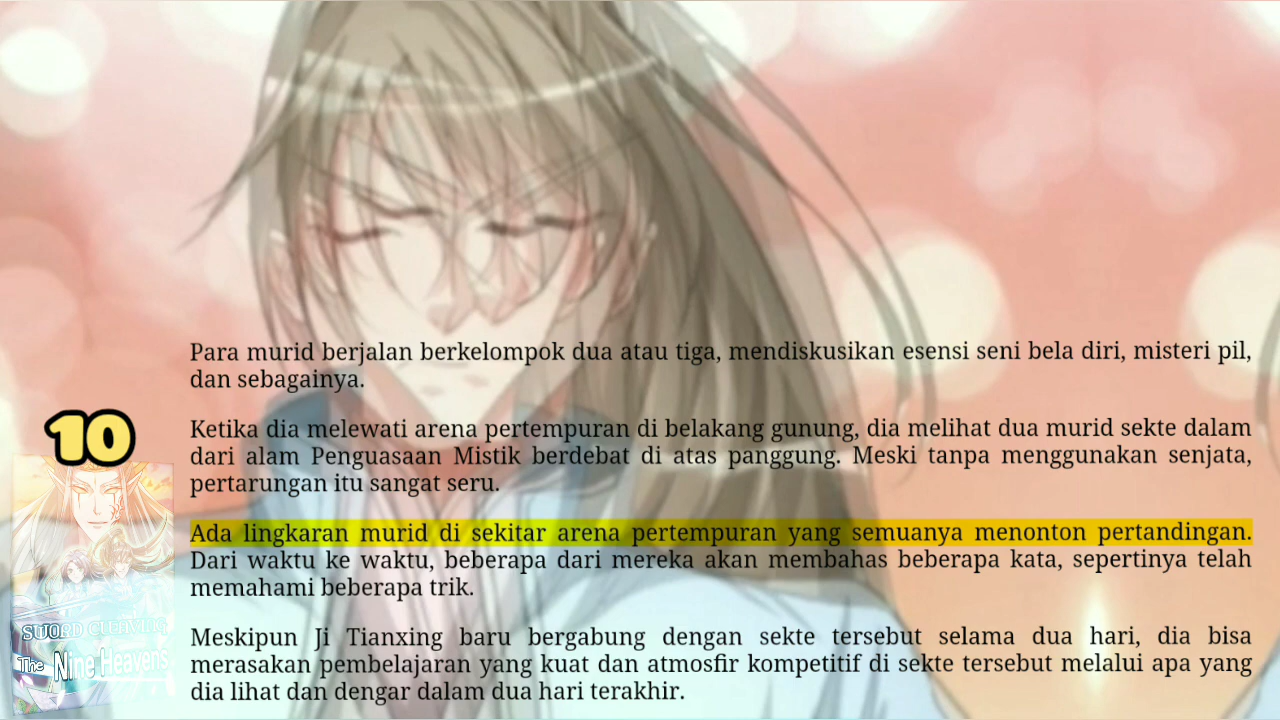 Para murid berjalan berkelompok dua atau tiga, mendiskusikan esensi seni bela diri, misteri pil,
dan sebagainya.
Ketika dia melewati arena pertempuran di belakang gunung, dia melihat dua murid sekte dalam
dari alam Penguasaan Mistik berdebat di atas panggung. Meski tanpa menggunakan senjata,
pertarungan itu sangat seru.
Ada lingkaran murid di sekitar arena pertempuran yang semuanya menonton pertandingan.
Dari waktu ke waktu, beberapa dari mereka akan membahas beberapa kata, sepertinya telah
memahami beberapa trik.
Meskipun Ji Tianxing baru bergabung dengan sekte tersebut selama dua hari, dia bisa
merasakan pembelajaran yang kuat dan atmosfir kompetitif di sekte tersebut melalui apa yang
dia lihat dan dengar dalam dua hari terakhir.
10
SWORD CLEAVING
The Nine Heavens